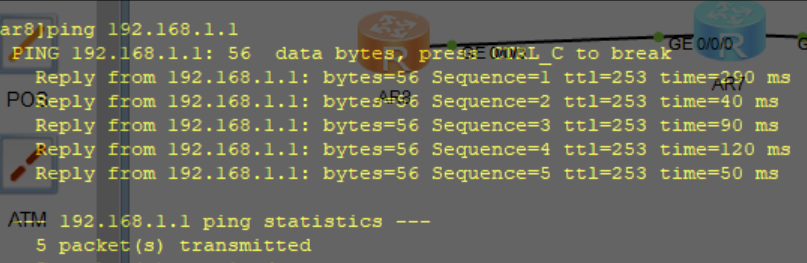 ar8]ping 192.168.1.1
PING 192.168.1.1: 56  data bytes, press CTRL_C to break
Reply from 192.168.1.1: bytes=56 Sequence=1 ttl=253 time=290 ms
Reply from 192.168.1.1: bytes=56 Sequence=2 ttl=253 time=40 ms
Reply from 192.168.1.1: bytes=56 Sequence=3 ttl=253 time=90 ms
Reply from 192.168.1.1: bytes=56 Sequence=4 ttl=253 time=120 ms
Reply from 192.168.1.1: bytes=56 Sequence=5 ttl=253 time=50 ms
--- 192.168.1.1 ping statistics ---
5 packet(s) transmitted
GE 0/0/0
AR8
AR7
POS
ATM